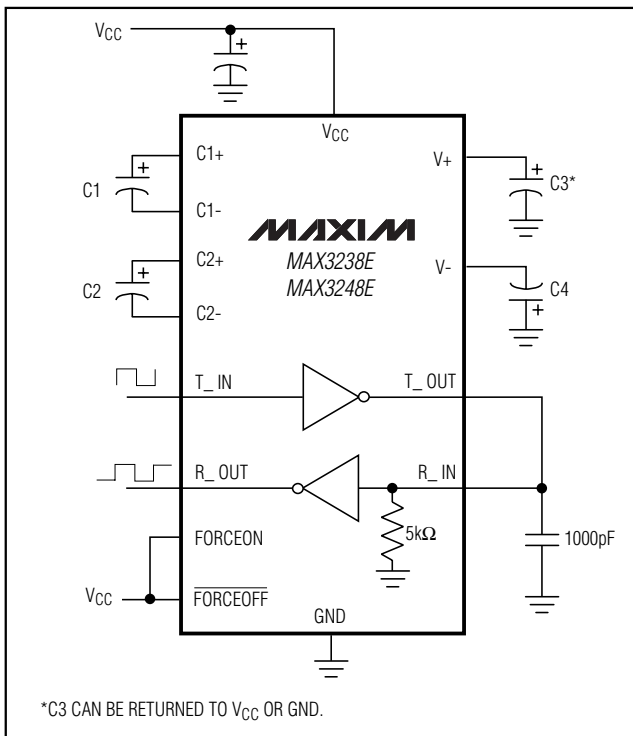 VCC
VCC
C1+
V+
C1
C3*
C1-
MAXIM
C2+
MAX3238E
V-
MAX3248E
C2
C4
C2-
T_ IN
T_ OUT
R_ OUT
R_ IN
5kΩ
1000pF
FORCEON
VCC
FORCEOFF
GND
*C3 CAN BE RETURNED TO VCC OR GND.